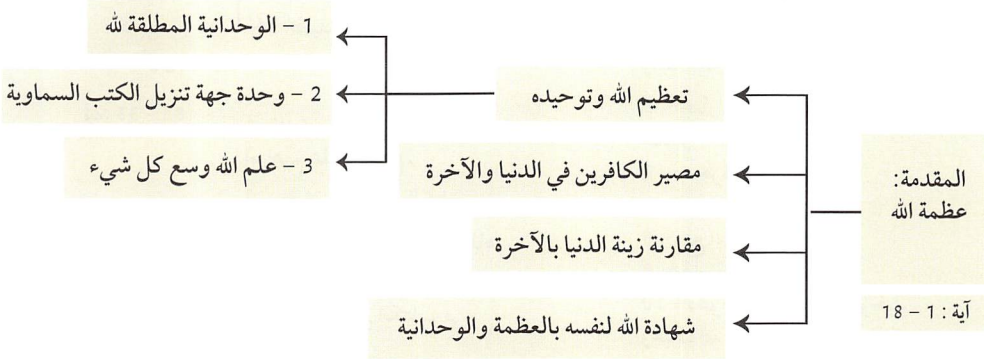 المقدمة:
عظمة الله
آية : 1 – 18
تعظيم الله وتوحيده
1 – الوحدانية المطلقة لله
2 – وحدة جهة تنزيل الكتب السماوية
3 – علم الله وسع كل شيء
مصير الكافرين في الدنيا والآخرة
مقارنة زينة الدنيا بالآخرة
شهادة الله لنفسه بالعظمة والوحدانية